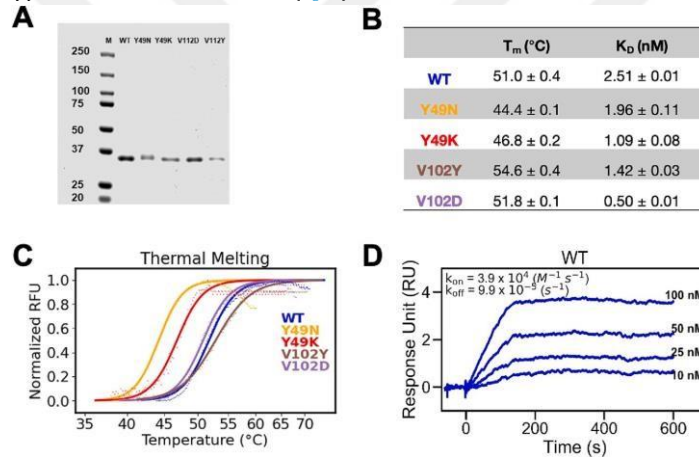 A
M WT Y49N Y49K V112D V112Y
250
150
100
75
50
37
25
20
B
Tm (°C) KD (nM)
WT 51.0 ± 0.4 2.51 ± 0.01
Y49N 44.4 ± 0.1 1.96 ± 0.11
Y49K 46.8 ± 0.2 1.09 ± 0.08
V102Y 54.6 ± 0.4 1.42 ± 0.03
V102D 51.8 ± 0.1 0.50 ± 0.01
C
Thermal Melting
Normalized RFU
1.0
0.8
0.6
0.4
0.2
0.0
WT
Y49N
Y49K
V102Y
V102D
35 40 45 50 55 60 65 70
Temperature (°C)
D
WT
kon = 3.9 x 10⁴ (M⁻¹ s⁻¹)
koff = 9.9 x 10⁻⁵ (s⁻¹)
Response Unit (RU)
4
2
0
100 nM
50 nM
25 nM
10 nM
0 200 400 600
Time (s)